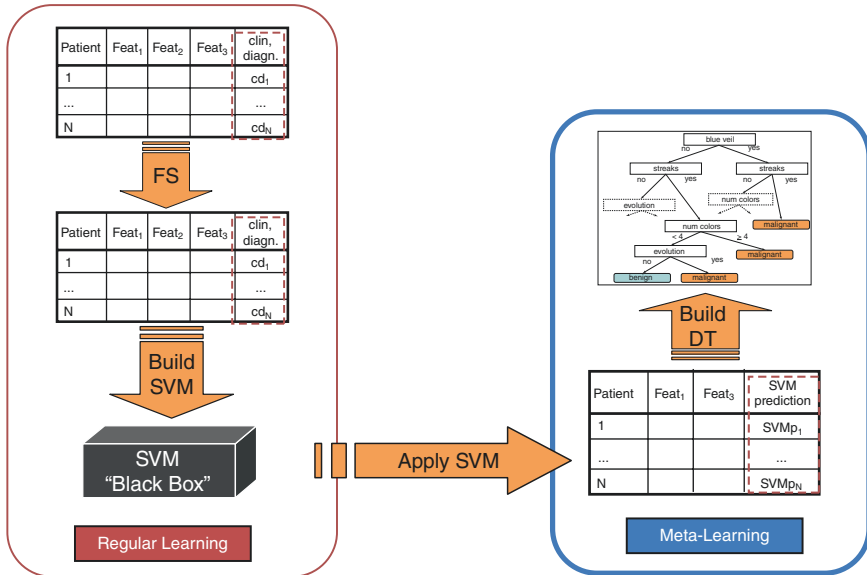 Patient Feat₁ Feat₂ Feat₃ clin, diagn.
1 cd₁
... ...
N cd_N
FS
Patient Feat₁ Feat₂ Feat₃ clin, diagn.
1 cd₁
... ...
N cd_N
Build
SVM
SVM
“Black Box”
Regular Learning
Apply SVM
blue veil
no yes
streaks streaks
no yes no yes
evolution num colors
num colors malignant
< 4 ≥ 4
evolution malignant
no yes
benign malignant
Build
DT
Patient Feat₁ Feat₃ SVM prediction
1 SVMp₁
... ...
N SVMp_N
Meta-Learning